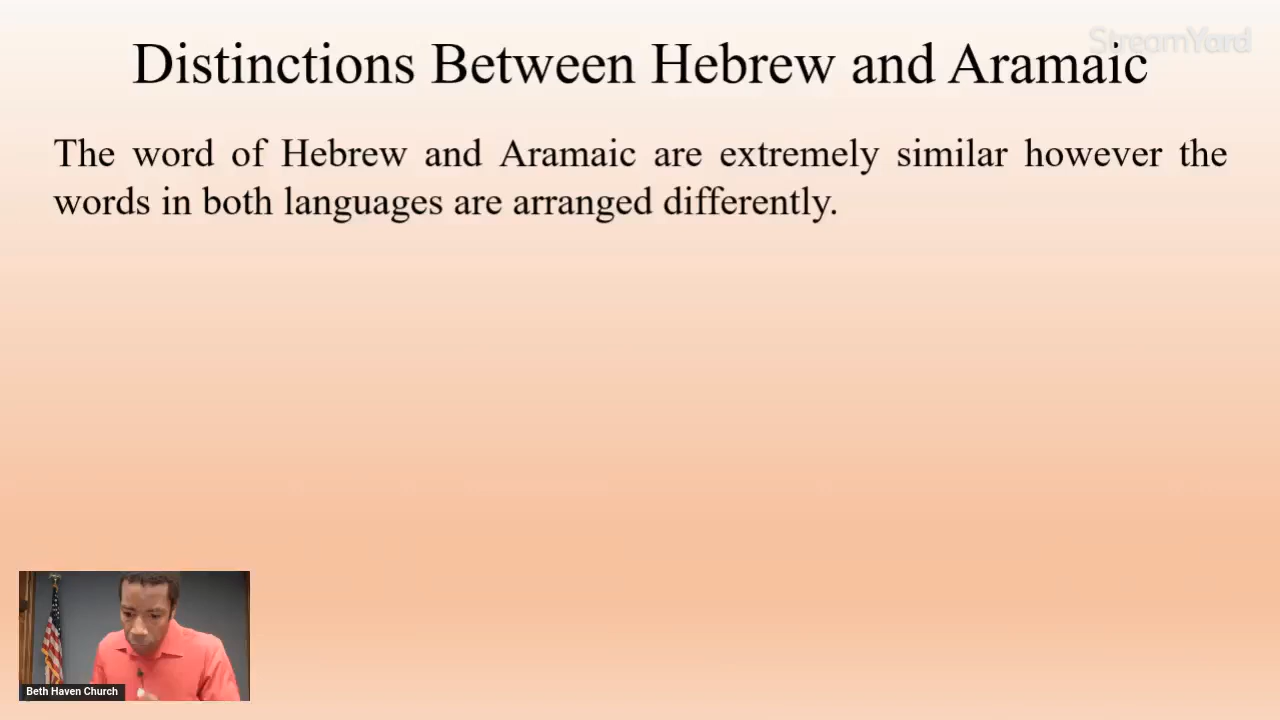 StreamYard
Distinctions Between Hebrew and Aramaic
The word of Hebrew and Aramaic are extremely similar however the
words in both languages are arranged differently.
Beth Haven Church